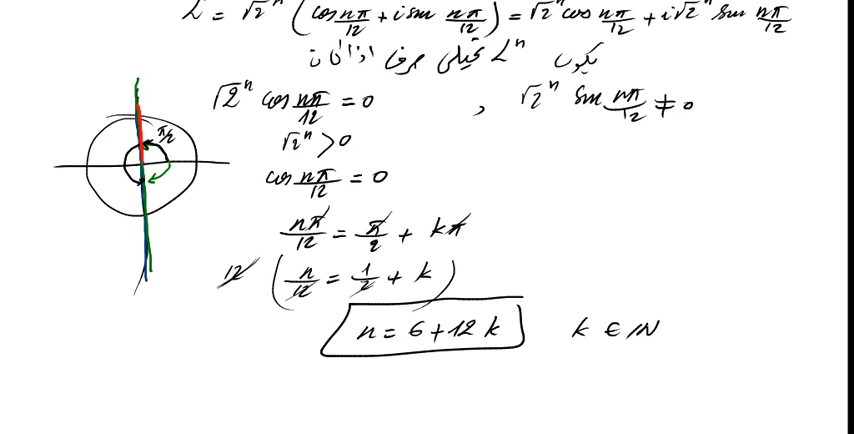 L^n = √2^n (cos nπ/12 + i sin nπ/12) = √2^n cos nπ/12 + i√2^n sin nπ/12
يكون L^n تخيلي صرف اذا كان
√2^n cos nπ/12 = 0 , √2^n sin nπ/12 ≠ 0
√2^n > 0
π/2
cos nπ/12 = 0
nπ/12 = π/2 + kπ
12 (n/12 = 1/2 + k)
n = 6 + 12k k ∈ IN